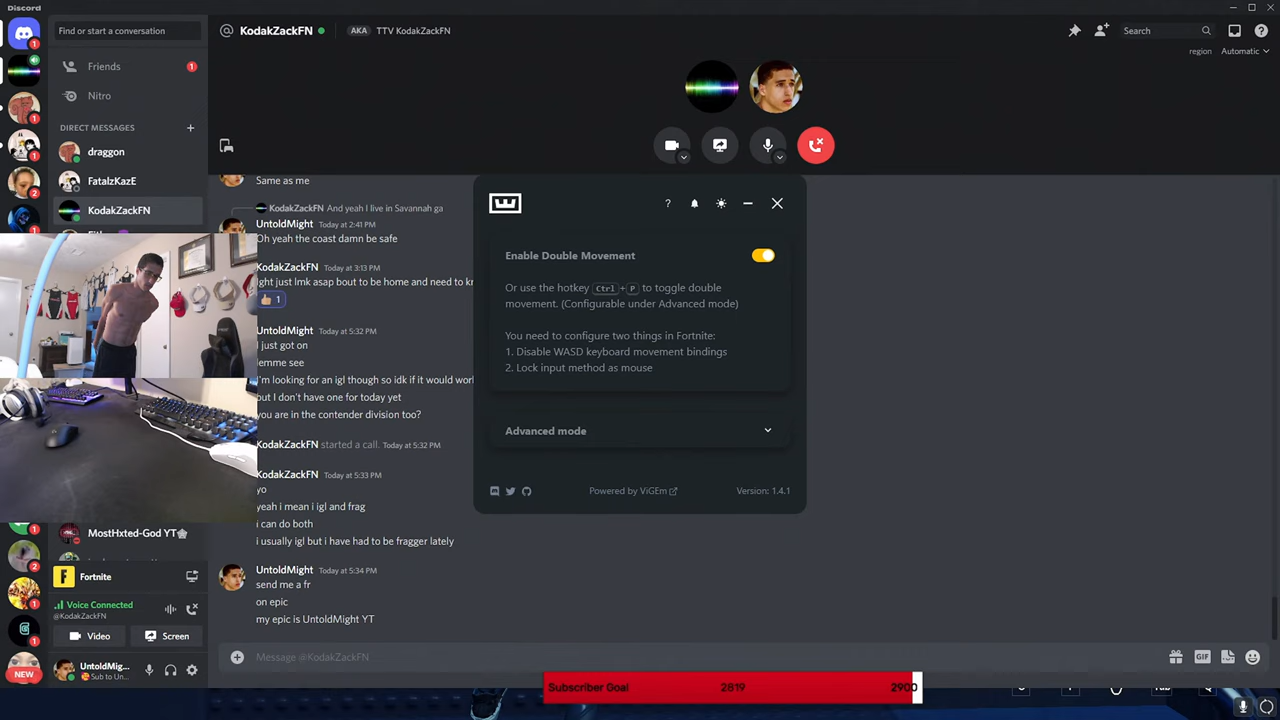 Discord
Find or start a conversation
KodakZackFN
AKA TTV KodakZackFN
Search
region Automatic
Friends 1
Nitro
DIRECT MESSAGES
draggon
FatalzKazE
KodakZackFN
Same as me
KodakZackFN And yeah I live in Savannah ga
UntoldMight Today at 2:41 PM
Oh yeah the coast damn be safe
KodakZackFN Today at 3:13 PM
ight just lmk asap bout to be home and need to
1
UntoldMight Today at 5:32 PM
I just got on
lemme see
I'm looking for an igl though so idk if it would
but I don't have one for today yet
you are in the contender division too?
KodakZackFN started a call. Today at 5:32 PM
KodakZackFN Today at 5:33 PM
yo
yeah i mean i igl and frag
i can do both
i usually igl but i have had to be fragger lately
UntoldMight Today at 5:34 PM
send me a fr
on epic
my epic is UntoldMight YT
Message @KodakZackFN
GIF
Enable Double Movement
Or use the hotkey Ctrl + P to toggle double
movement. (Configurable under Advanced mode)
You need to configure two things in Fortnite:
1. Disable WASD keyboard movement bindings
2. Lock input method as mouse
Advanced mode
Powered by ViGEm
Version: 1.4.1
MostHxted-God YT
Fortnite
Voice Connected
@KodakZackFN
Video
Screen
UntoldMig...
Sub to Un...
NEW
Subscriber Goal 2819 2900
Tab